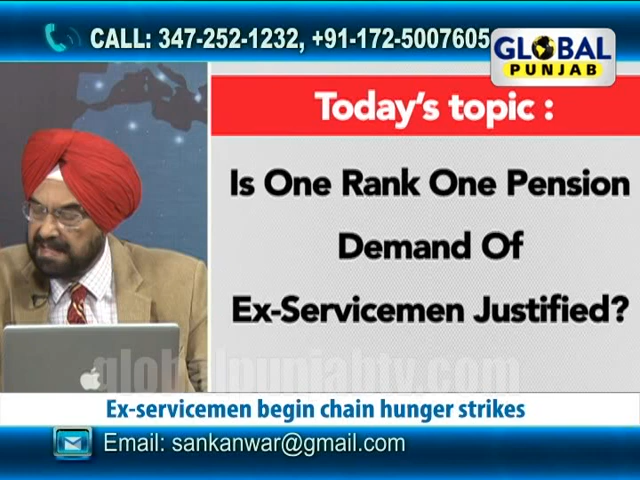 CALL: 347-252-1232, +91-172-5007605
GLOBAL
PUNJAB
Today's topic :
Is One Rank One Pension
Demand Of
Ex-Servicemen Justified?
globalpunjabtv.com
Ex-servicemen begin chain hunger strikes
Email: sankanwar@gmail.com